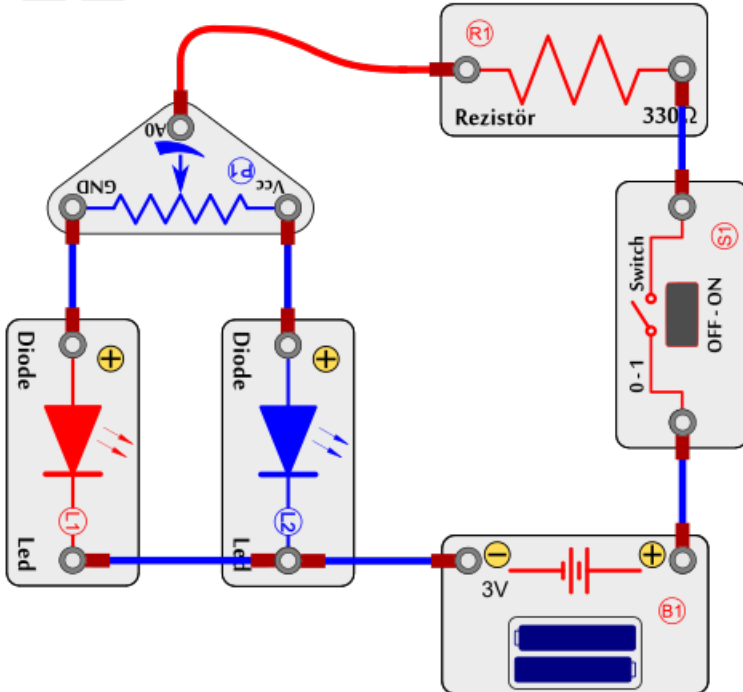 R1
Rezistör
330Ω
A0
P1
GND
Vcc
S1
Switch
0 - 1
OFF - ON
Diode
+
L1
Led
Diode
+
L2
Led
−
+
3V
B1